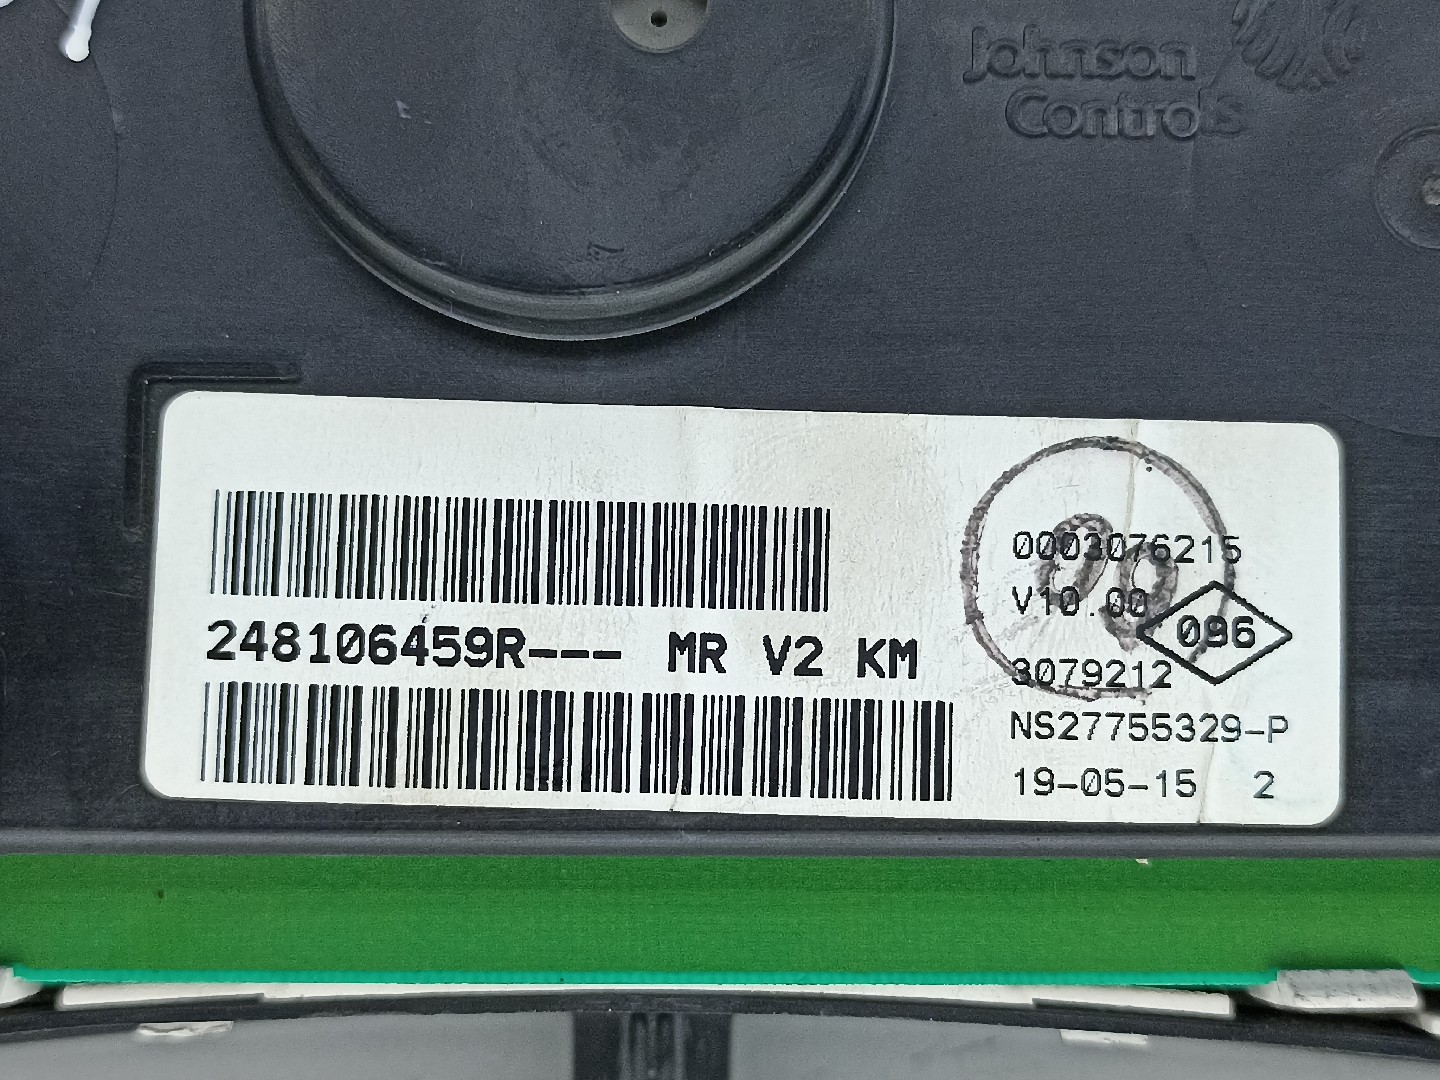 Johnson
Controls
0003076215
V10.00
096
248106459R--- MR V2 KM
3079212
NS27755329-P
19-05-15 2